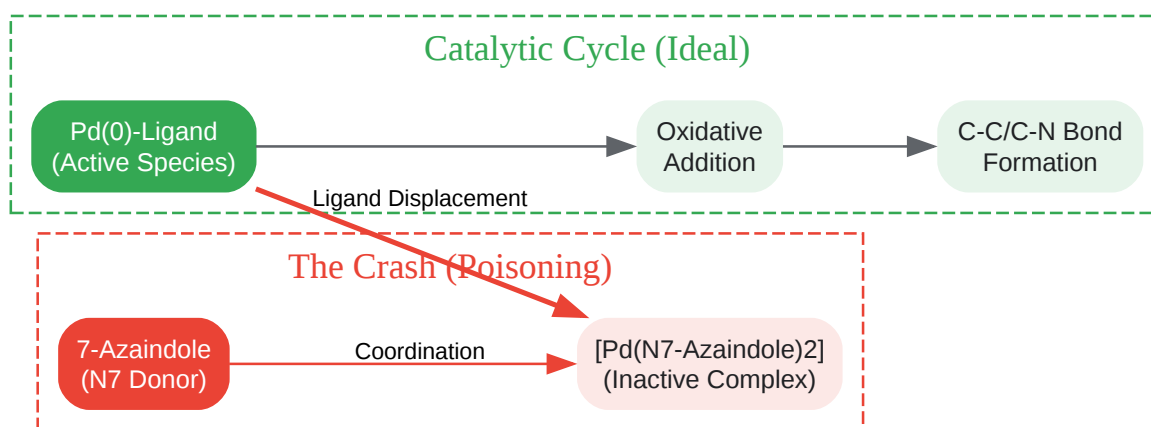 Catalytic Cycle (Ideal)
Pd(0)-Ligand
(Active Species)
Oxidative
Addition
C-C/C-N Bond
Formation
Ligand Displacement
The Crash (Poisoning)
7-Azaindole
(N7 Donor)
Coordination
[Pd(N7-Azaindole)2]
(Inactive Complex)